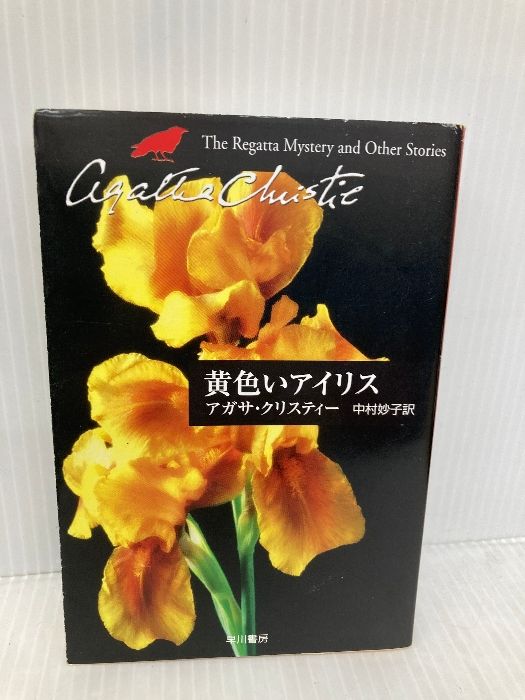 The Regatta Mystery and Other Stories
Agatha Christie
黄色いアイリス
アガサ・クリスティー 中村妙子訳
早川書房